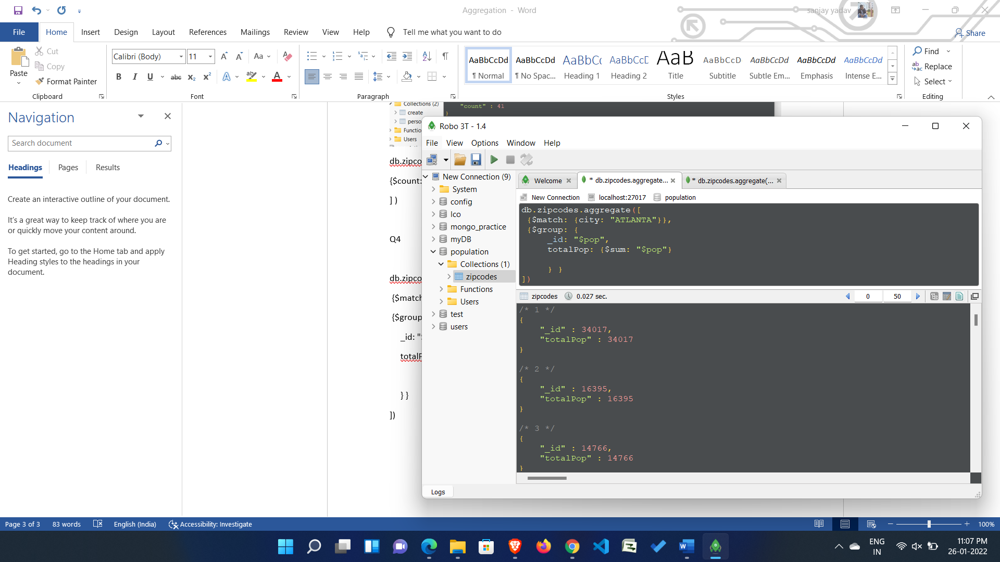 Aggregation - Word
sanjay yadav
File Home Insert Design Layout References Mailings Review View Help Tell me what you want to do
Share
Paste
Cut
Copy
Format Painter
Clipboard
Calibri (Body) 11
Aa
B I U abc x2 x2 A ab A
Font
Paragraph
AaBbCcDd AaBbCcDd AaBbCc AaBbCcD AaB AaBbCcD AaBbCcDd AaBbCcDd AaBbCcDd
¶ Normal ¶ No Spac... Heading 1 Heading 2 Title Subtitle Subtle Em... Emphasis Intense E...
Styles
Find
Replace
Select
Editing
Navigation
Search document
Headings Pages Results
Create an interactive outline of your document.
It's a great way to keep track of where you are
or quickly move your content around.
To get started, go to the Home tab and apply
Heading styles to the headings in your
document.
Collections (2)
create
perso
Functio
Users
"count" : 41
}
db.zipco
{$count:
] )
Q4
db.zipco
{$match
{$group
_id: "
totalP
} }
])
Robo 3T - 1.4
File View Options Window Help
New Connection (9)
System
config
lco
mongo_practice
myDB
population
Collections (1)
zipcodes
Functions
Users
test
users
Welcome * db.zipcodes.aggregate... * db.zipcodes.aggregate(...
New Connection localhost:27017 population
db.zipcodes.aggregate([
{$match: {city: "ATLANTA"}},
{$group: {
_id: "$pop",
totalPop: {$sum: "$pop"}
} }
])
zipcodes 0.027 sec. 0 50
/* 1 */
{
"_id" : 34017,
"totalPop" : 34017
}
/* 2 */
{
"_id" : 16395,
"totalPop" : 16395
}
/* 3 */
{
"_id" : 14766,
"totalPop" : 14766
}
Logs
Page 3 of 3 83 words English (India) Accessibility: Investigate 100%
ENG
IN
11:07 PM
26-01-2022